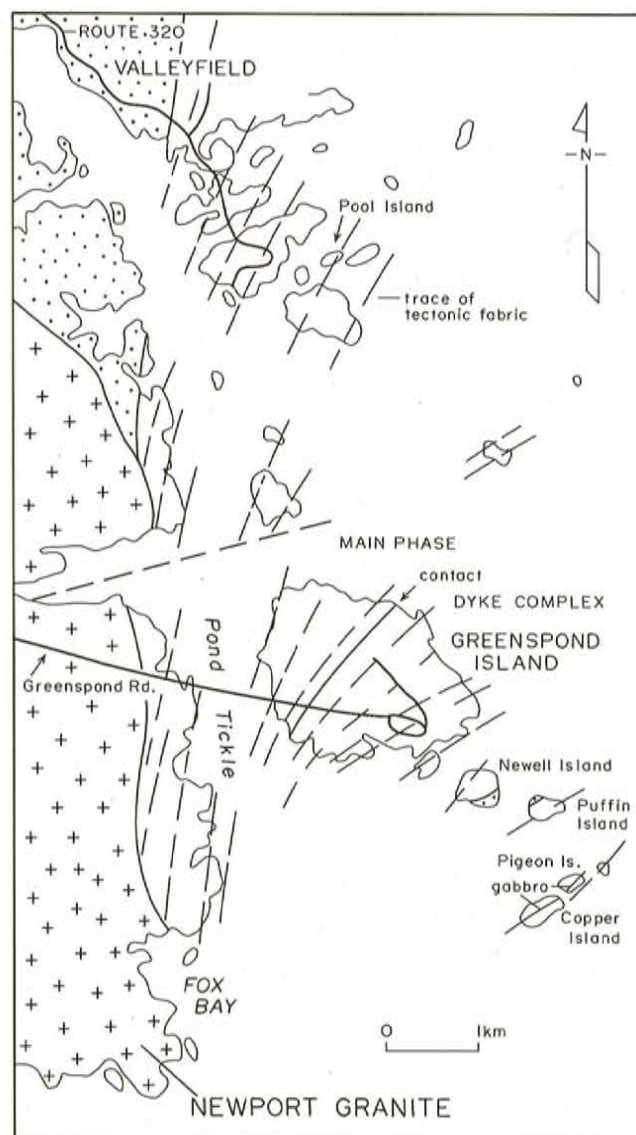 ROUTE 320
VALLEYFIELD
N
Pool Island
trace of
tectonic fabric
MAIN PHASE
contact
DYKE COMPLEX
GREENSPOND
ISLAND
Greenspond Rd.
Pond
Tickle
Newell Island
Puffin
Island
Pigeon Is.
gabbro
Copper
Island
FOX
BAY
0 1km
NEWPORT GRANITE